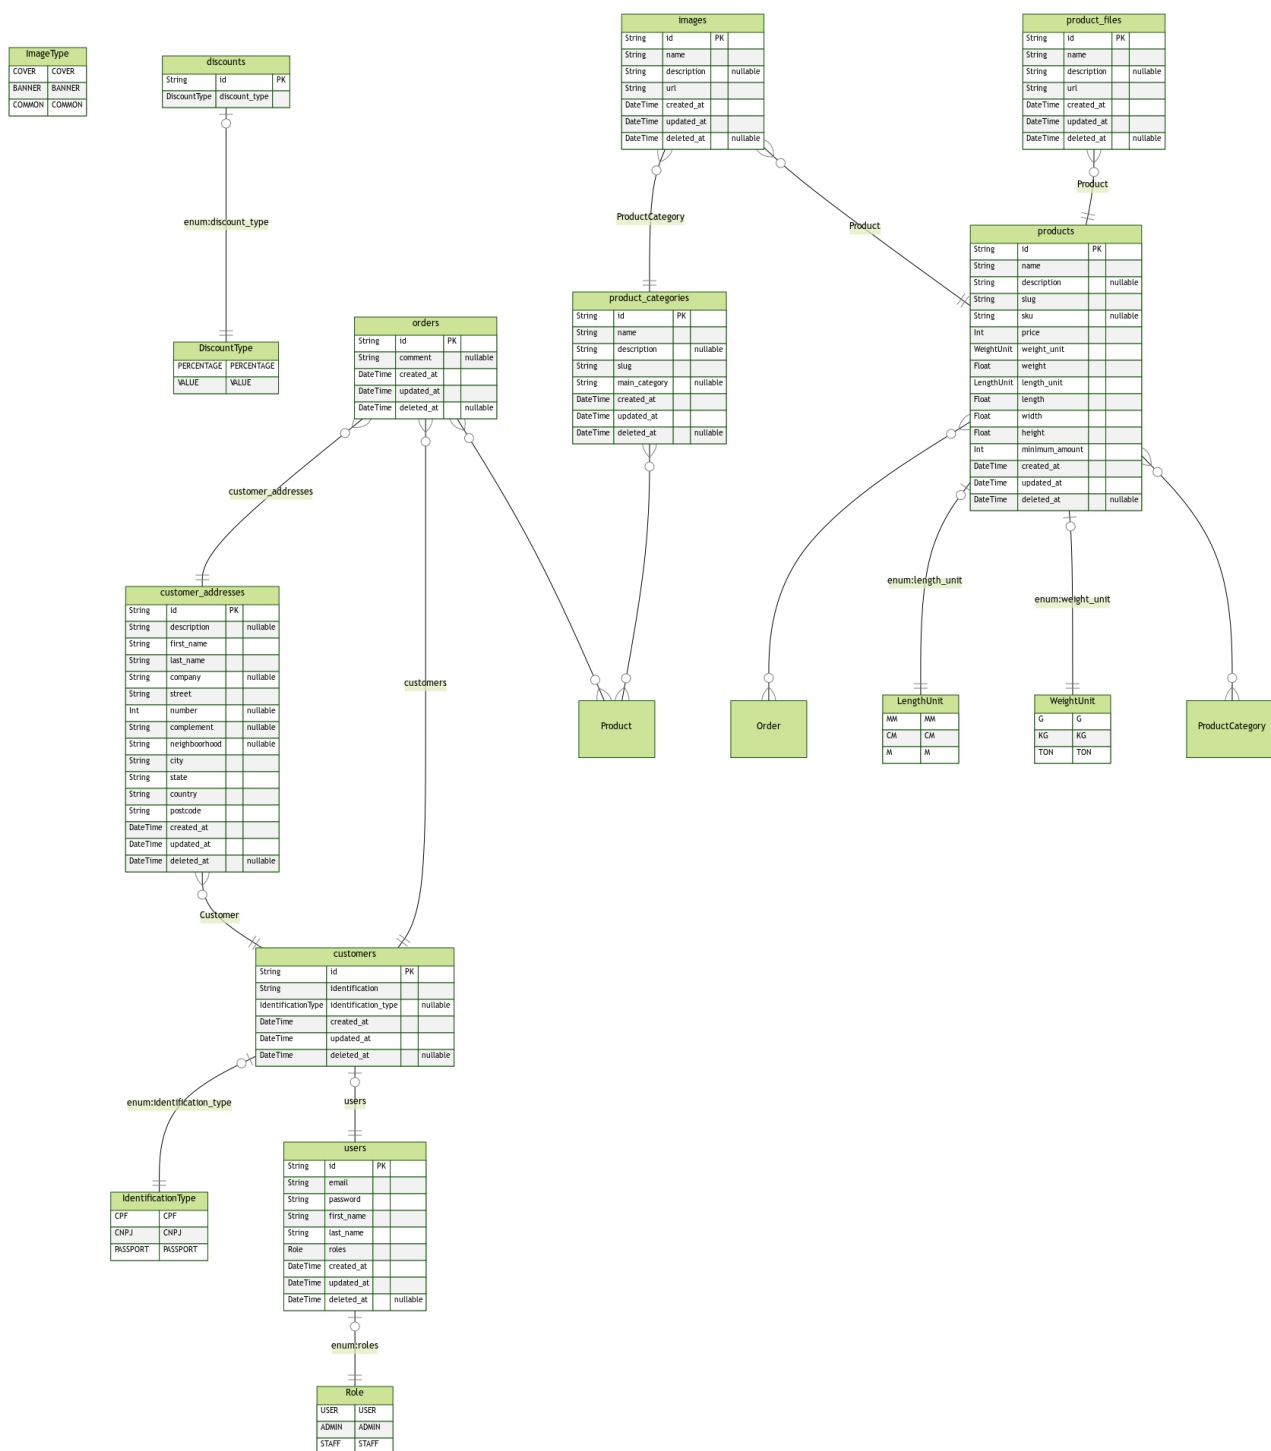 ImageType
COVER COVER
BANNER BANNER
COMMON COMMON
discounts
String id PK
DiscountType discount_type
enum:discount_type
DiscountType
PERCENTAGE PERCENTAGE
VALUE VALUE
images
String id PK
String name
String description nullable
String url
DateTime created_at
DateTime updated_at
DateTime deleted_at nullable
product_files
String id PK
String name
String description nullable
String url
DateTime created_at
DateTime updated_at
DateTime deleted_at nullable
ProductCategory
Product
Product
products
String id PK
String name
String description nullable
String slug
String sku nullable
Int price
WeightUnit weight_unit
Float weight
LengthUnit length_unit
Float length
Float width
Float height
Int minimum_amount
DateTime created_at
DateTime updated_at
DateTime deleted_at nullable
product_categories
String id PK
String name
String description nullable
String slug
String main_category nullable
DateTime created_at
DateTime updated_at
DateTime deleted_at nullable
orders
String id PK
String comment nullable
DateTime created_at
DateTime updated_at
DateTime deleted_at nullable
customer_addresses
customers
enum:length_unit
enum:weight_unit
customer_addresses
String id PK
String description nullable
String first_name
String last_name
String company nullable
String street
Int number nullable
String complement nullable
String neighboorhood nullable
String city
String state
String country
String postcode
DateTime created_at
DateTime updated_at
DateTime deleted_at nullable
Product
Order
LengthUnit
MM MM
CM CM
M M
WeightUnit
G G
KG KG
TON TON
ProductCategory
Customer
customers
String id PK
String identification
IdentificationType identification_type nullable
DateTime created_at
DateTime updated_at
DateTime deleted_at nullable
enum:identification_type
users
IdentificationType
CPF CPF
CNPJ CNPJ
PASSPORT PASSPORT
users
String id PK
String email
String password
String first_name
String last_name
Role roles
DateTime created_at
DateTime updated_at
DateTime deleted_at nullable
enum:roles
Role
USER USER
ADMIN ADMIN
STAFF STAFF